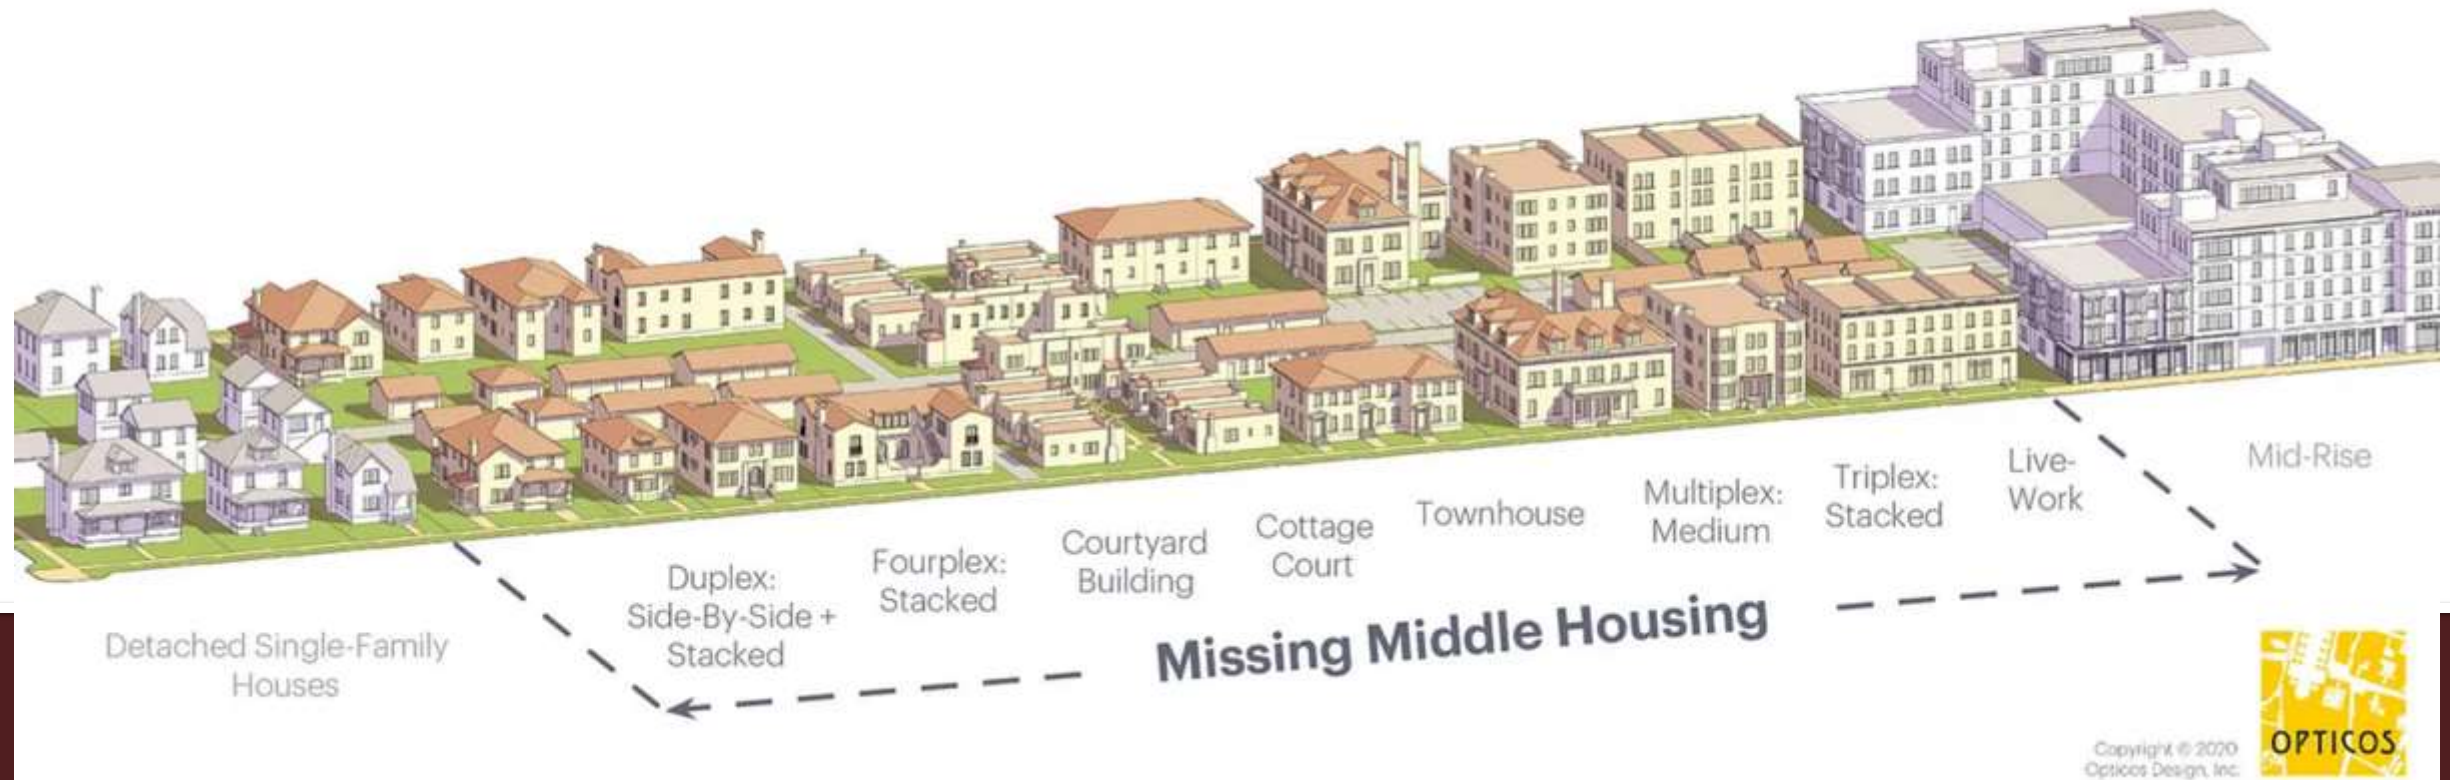 Detached Single-Family
Houses
Duplex:
Side-By-Side +
Stacked
Fourplex:
Stacked
Courtyard
Building
Cottage
Court
Townhouse
Multiplex:
Medium
Triplex:
Stacked
Live-
Work
Mid-Rise
Missing Middle Housing
Copyright © 2020
Opticos Design, Inc.
OPTICOS